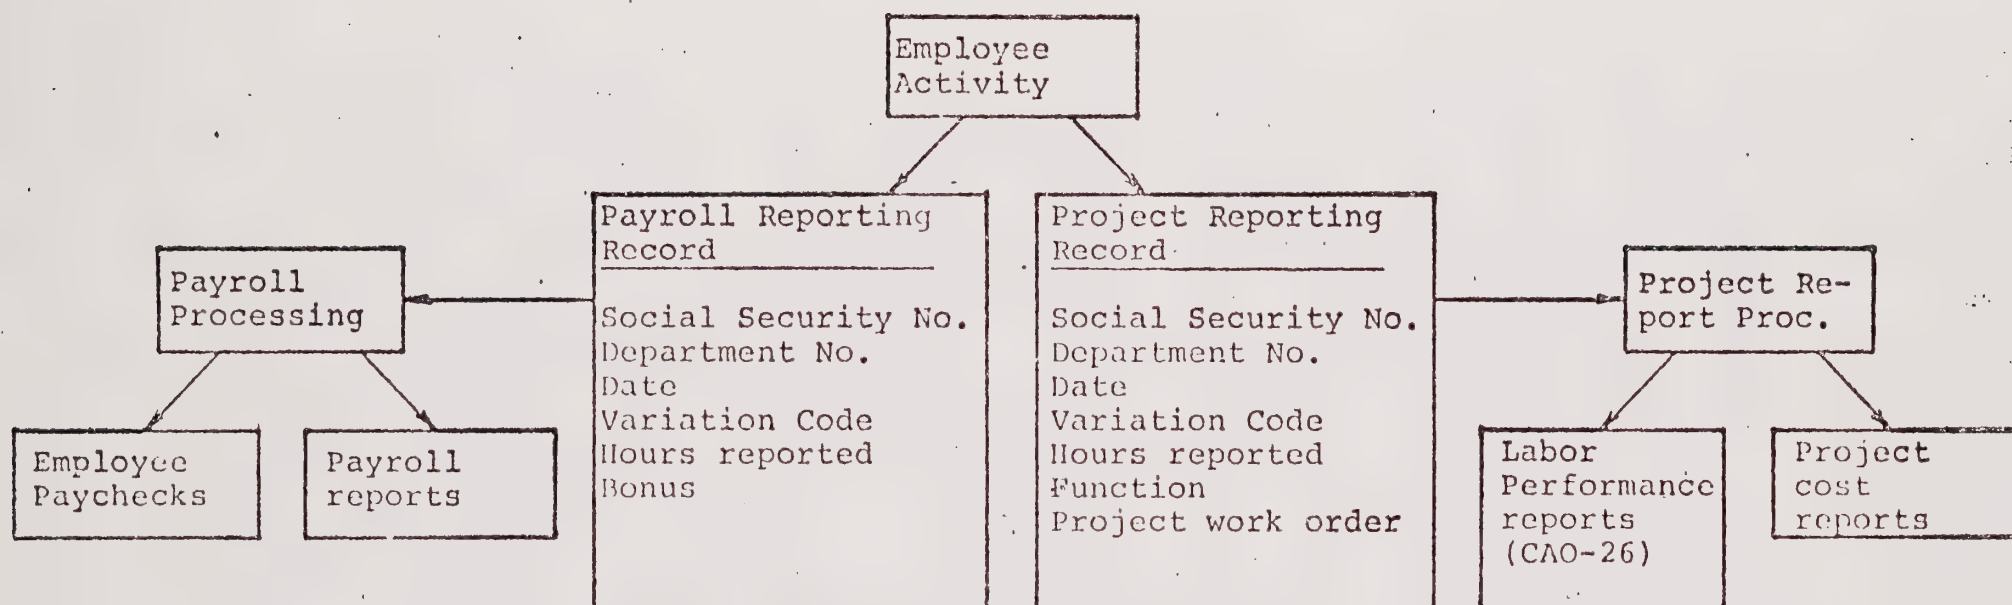 Employee
Activity
Payroll Reporting
Record
Social Security No.
Department No.
Date
Variation Code
Hours reported
Bonus
Project Reporting
Record
Social Security No.
Department No.
Date
Variation Code
Hours reported
Function
Project work order
Payroll
Processing
Project Re-
port Proc.
Employee
Paychecks
Payroll
reports
Labor
Performance
reports
(CAO-26)
Project
cost
reports